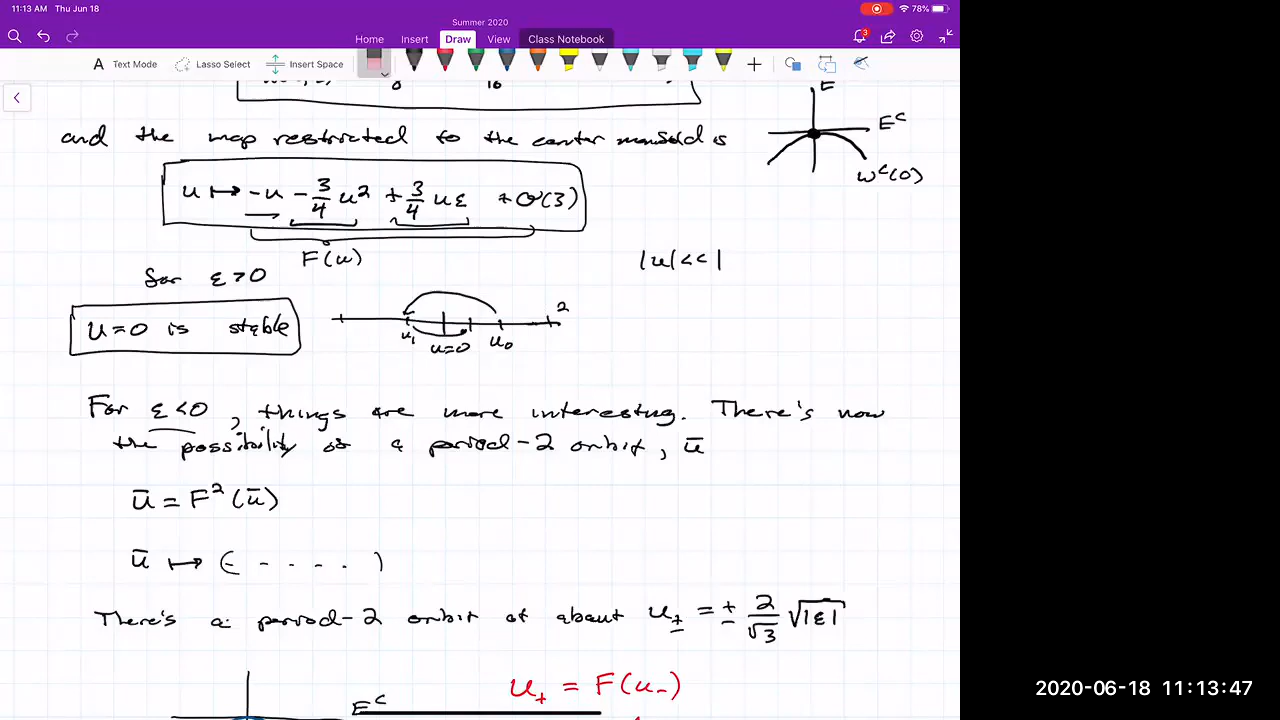 11:13 AM Thu Jun 18
78%
Summer 2020
Home Insert Draw View Class Notebook
3
A Text Mode Lasso Select Insert Space
E
and the map restricted to the center manifold is
E^c
W^c(0)
u ↦ -u - 3/4 u² + 3/4 uε + O(3)
F(u)
|u| << 1
for ε > 0
u = 0 is stable
2
u₁ u=0 u₀
For ε < 0, things are more interesting. There's now
the possibility of a period-2 orbit, ū
ū = F²(ū)
ū ↦ (- - - - . )
There's a period-2 orbit at about u± = ± 2/√3 √|ε|
u₊ = F(u₋)
E^c
2020-06-18 11:13:47